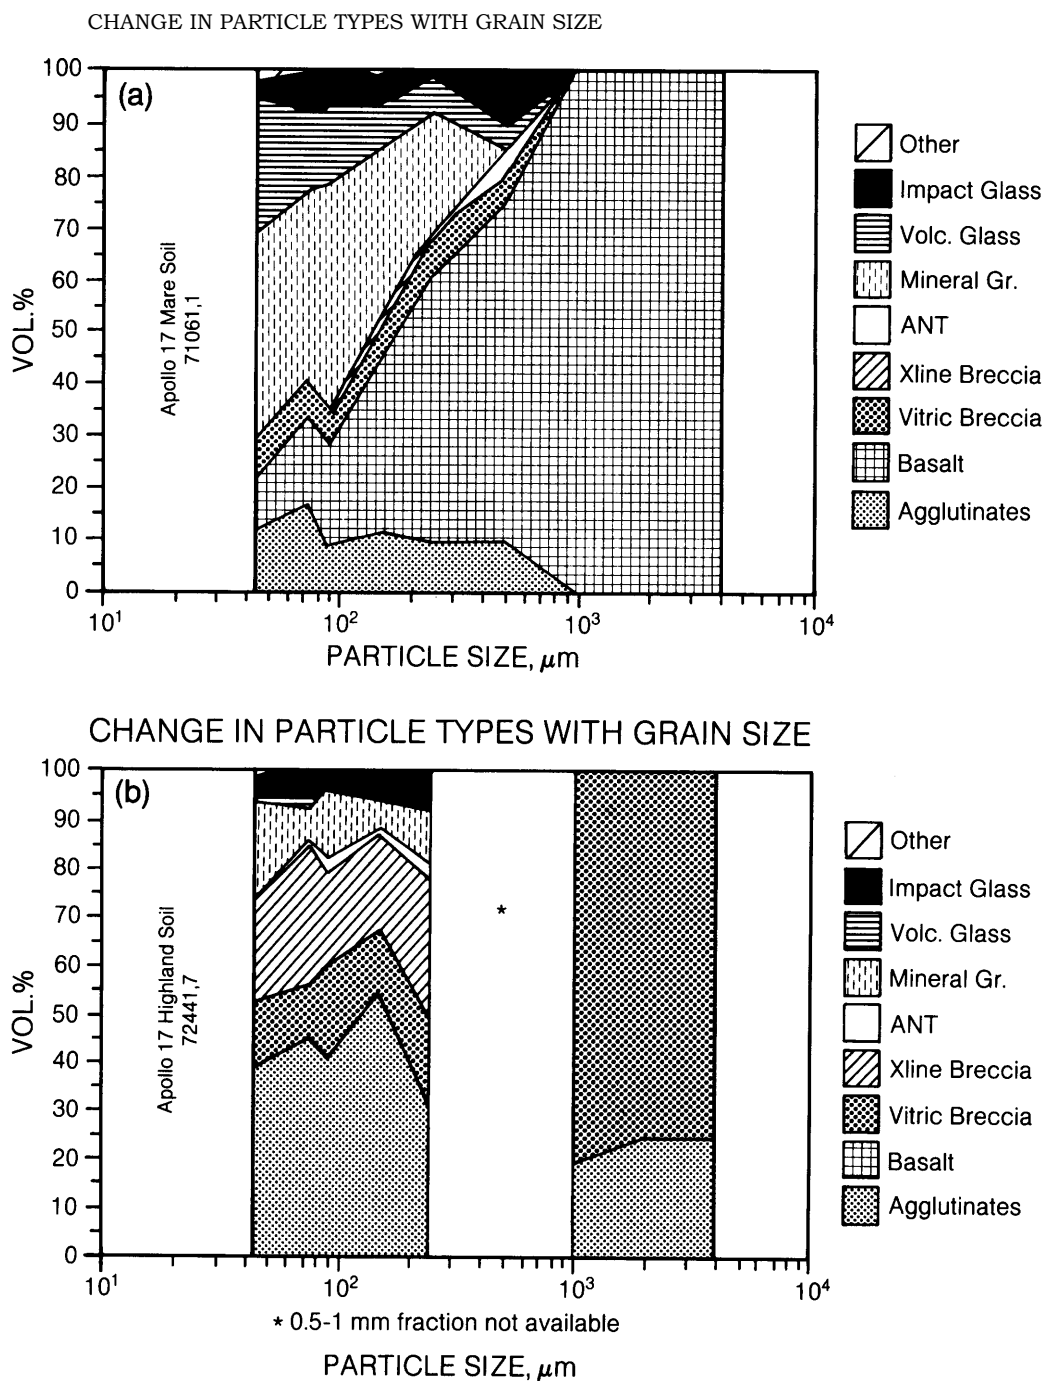 CHANGE IN PARTICLE TYPES WITH GRAIN SIZE
(a)
VOL.%
100
90
80
70
60
50
40
30
20
10
0
Apollo 17 Mare Soil
71061,1
10¹
10²
10³
10⁴
PARTICLE SIZE, μm
Other
Impact Glass
Volc. Glass
Mineral Gr.
ANT
Xline Breccia
Vitric Breccia
Basalt
Agglutinates
CHANGE IN PARTICLE TYPES WITH GRAIN SIZE
(b)
VOL.%
100
90
80
70
60
50
40
30
20
10
0
Apollo 17 Highland Soil
72441,7
*
10¹
10²
10³
10⁴
* 0.5-1 mm fraction not available
PARTICLE SIZE, μm
Other
Impact Glass
Volc. Glass
Mineral Gr.
ANT
Xline Breccia
Vitric Breccia
Basalt
Agglutinates